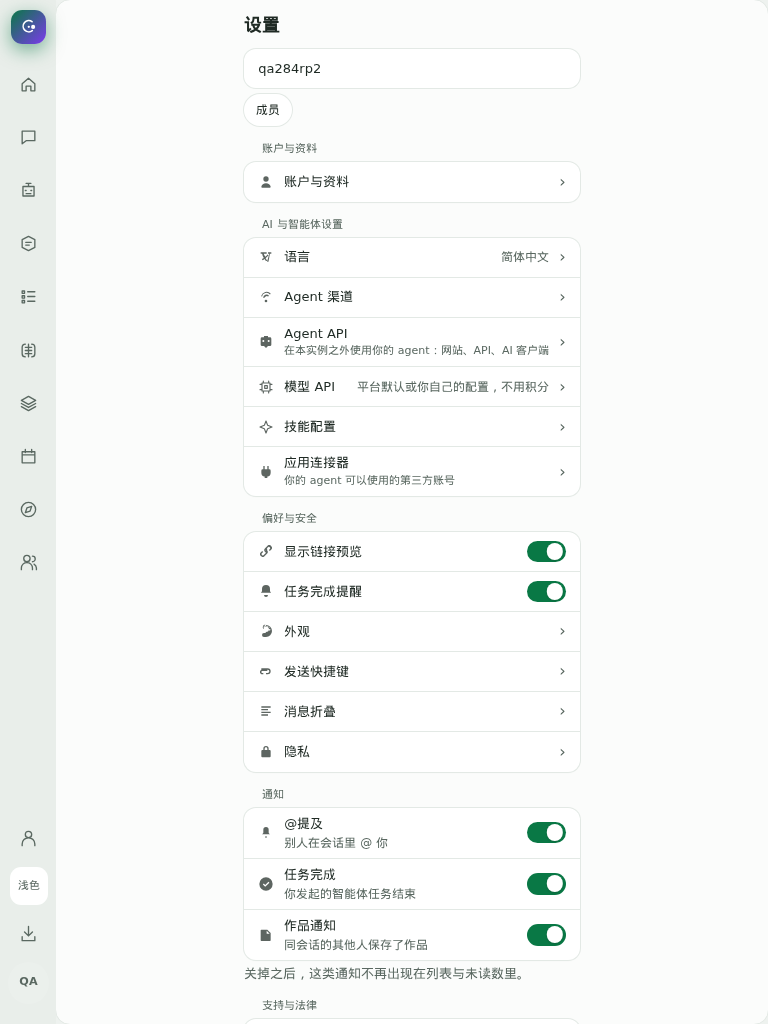 设置
qa284rp2
成员
账户与资料
账户与资料
AI 与智能体设置
语言 简体中文
Agent 渠道
Agent API
在本实例之外使用你的 agent：网站、API、AI 客户端
模型 API 平台默认或你自己的配置，不用积分
技能配置
应用连接器
你的 agent 可以使用的第三方账号
偏好与安全
显示链接预览
任务完成提醒
外观
发送快捷键
消息折叠
隐私
通知
@提及
别人在会话里 @ 你
任务完成
你发起的智能体任务结束
作品通知
同会话的其他人保存了作品
关掉之后，这类通知不再出现在列表与未读数里。
支持与法律
浅色
QA